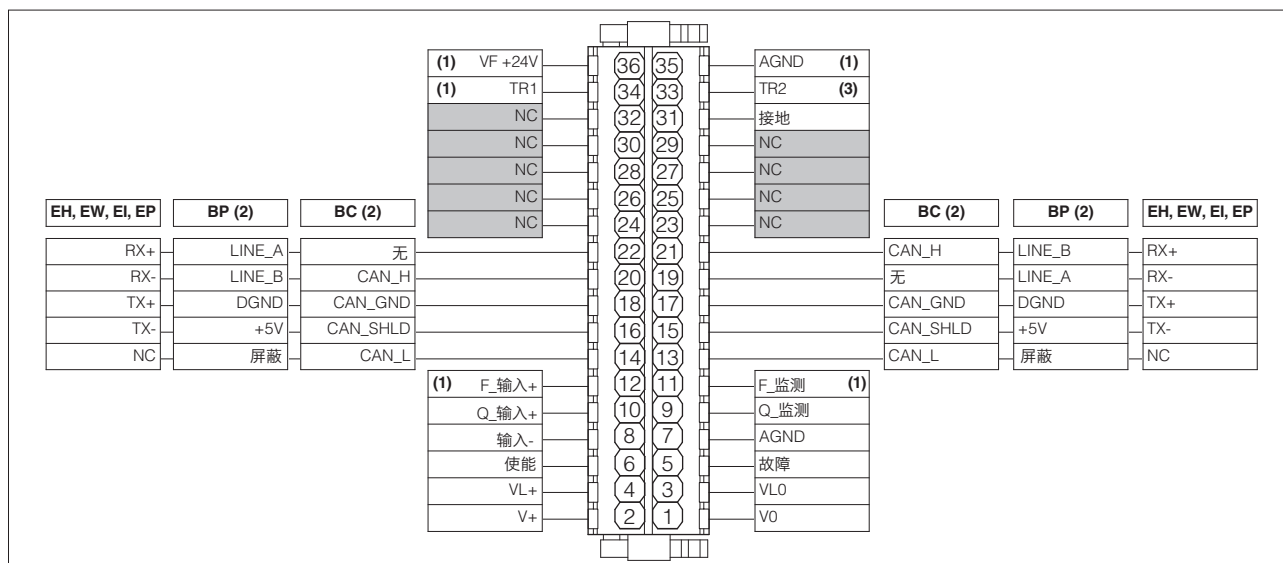 (1) VF +24V 36 35 AGND (1)
(1) TR1 34 33 TR2 (3)
NC 32 31 接地
NC 30 29 NC
NC 28 27 NC
NC 26 25 NC
NC 24 23 NC
EH, EW, EI, EP BP (2) BC (2) BC (2) BP (2) EH, EW, EI, EP
RX+ LINE_A 无 22 21 CAN_H LINE_B RX+
RX- LINE_B CAN_H 20 19 无 LINE_A RX-
TX+ DGND CAN_GND 18 17 CAN_GND DGND TX+
TX- +5V CAN_SHLD 16 15 CAN_SHLD +5V TX-
NC 屏蔽 CAN_L 14 13 CAN_L 屏蔽 NC
(1) F_输入+ 12 11 F_监测 (1)
Q_输入+ 10 9 Q_监测
输入- 8 7 AGND
使能 6 5 故障
VL+ 4 3 VL0
V+ 2 1 V0